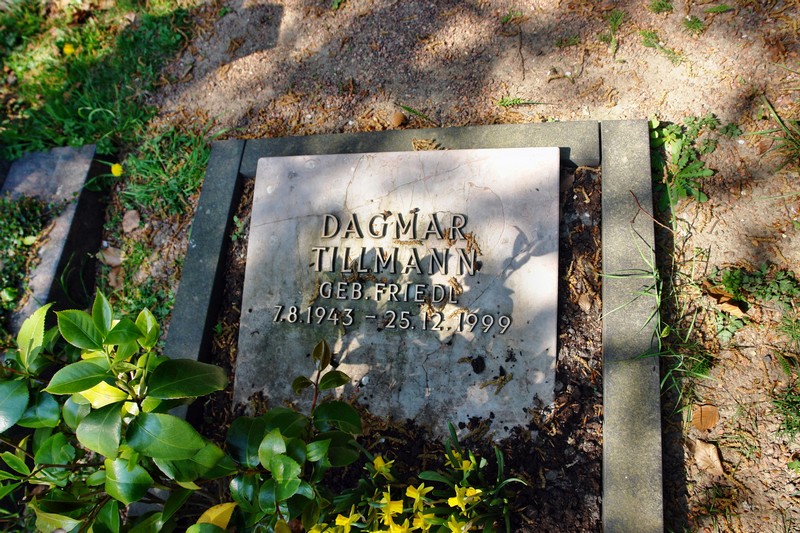 DAGMAR
TILLMANN
GEB. FRIEDL
7.8.1943 - 25.12.1999